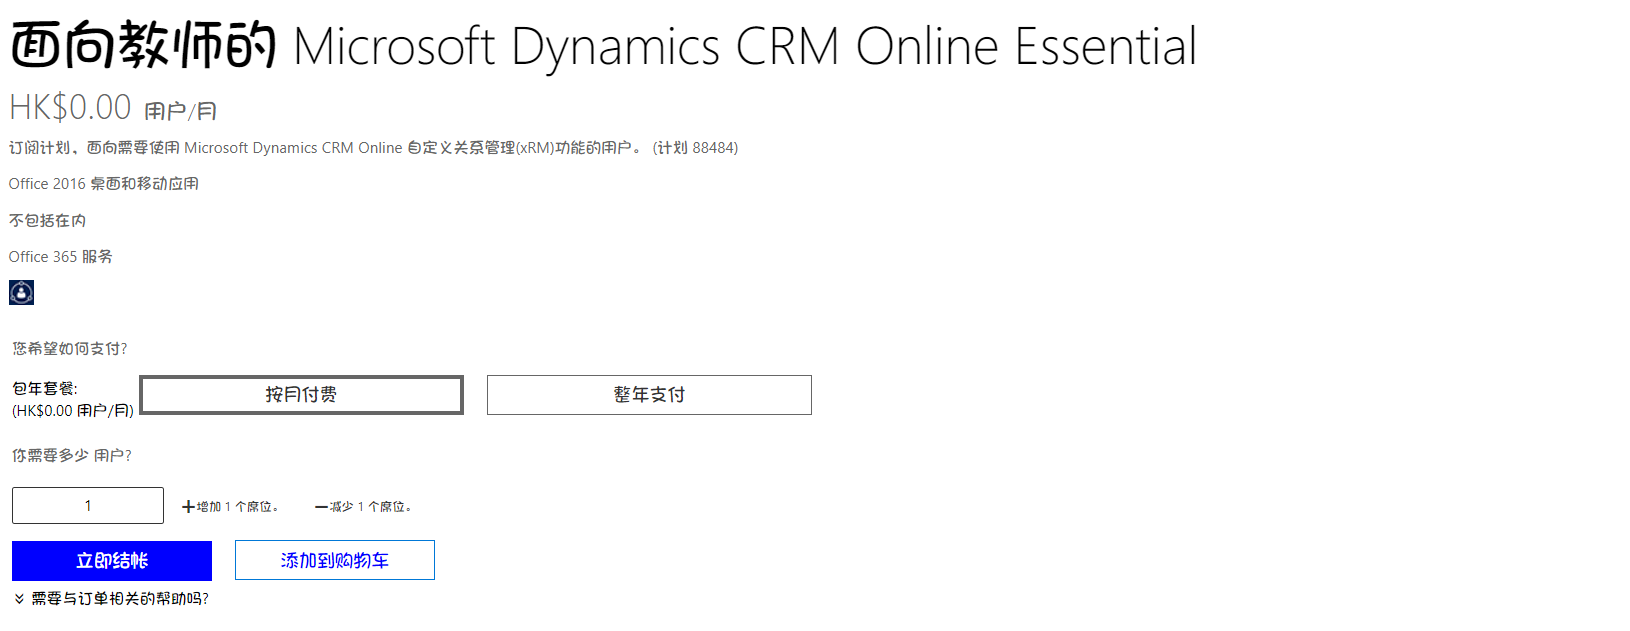 面向教师的 Microsoft Dynamics CRM Online Essential
HK$0.00 用户/月
订阅计划，面向需要使用 Microsoft Dynamics CRM Online 自定义关系管理(xRM)功能的用户。 (计划 88484)
Office 2016 桌面和移动应用
不包括在内
Office 365 服务
您希望如何支付?
包年套餐:
(HK$0.00 用户/月)
按月付费
整年支付
你需要多少 用户?
1
增加 1 个席位。
减少 1 个席位。
立即结帐
添加到购物车
需要与订单相关的帮助吗?